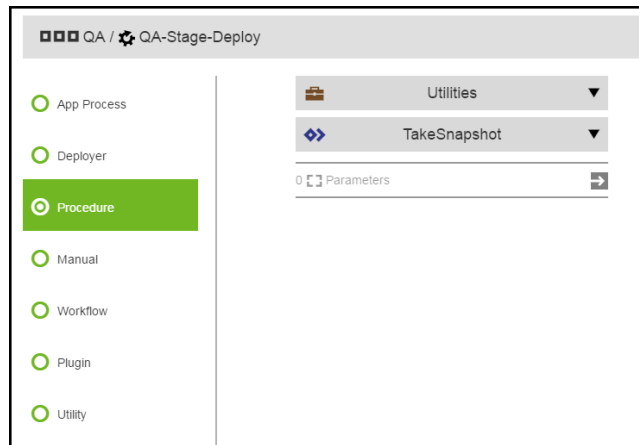 QA / QA-Stage-Deploy
App Process
Deployer
Procedure
Manual
Workflow
Plugin
Utility
Utilities
TakeSnapshot
0 Parameters